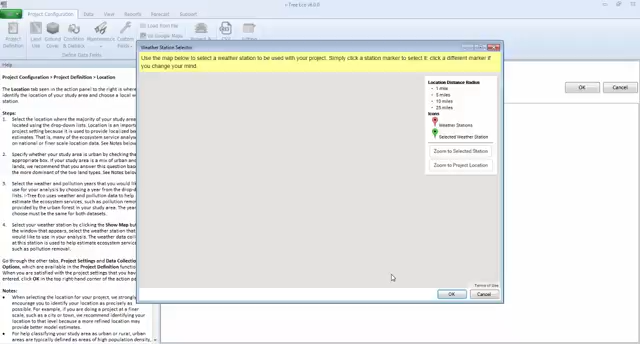 i-Tree Eco v6.0.8
Project Configuration
Data
View
Reports
Forecast
Support
Project Definition
Land Uses
Ground Covers
Maintenance
Custom Fields
Define Data Fields
Project Configuration > Project Definition > Location
The Location tab seen in the action panel to the right is where
identify the location of your study area and choose a local we
station
Steps:
1. Select the location where the majority of your study area
located using the drop-down lists. Location is an importan
project setting because it is used to provide localized ben
estimates. That is, many of the ecosystem service analyse
on national or finer scale location data. See Notes below.
2. Specify whether your study area is urban by checking the
appropriate box. If your study area is a mix of urban and
lands, we recommend that you answer this question base
the more dominant of the two land types. See Notes below
3. Select the weather and pollution years that you would like
use for your analysis by choosing a year from the drop-d
lists. i-Tree Eco uses weather and pollution data to help
estimate the ecosystem services, such as pollution remov
provided by the urban forest in your study area. The year
choose must be the same for both datasets.
4. Select your weather station by clicking the Show Map but
the window that appears, select the weather station that
would like to use in your analysis. The weather data colle
at this station is used to help estimate ecosystem service
such as pollution removal.
Go through the other tabs, Project Settings and Data Collection
Options, which are available in the Project Definition functio
When you are satisfied with the project settings that you hav
entered, click OK in the top right hand corner of the action pa
Notes:
• When selecting the location for your project, we strongly
encourage you to identify your location as precisely as
possible. For example, if you are doing a project at a finer
scale, such as a city or town, we recommend identifying
your location to that level because a more refined location may
provide better model estimates.
• For help classifying your study area as urban or rural, urban
areas are typically defined as areas of high population density,
Weather Station Selector
Use the map below to select a weather station to be used with your project. Simply click a station marker to select it: click a different marker if
you change your mind.
Location Distance Radius
- 1 mile
- 5 miles
- 10 miles
- 25 miles
Icons
Weather Stations
Selected Weather Station
Zoom to Selected Station
Zoom to Project Location
Terms of Use
OK
Cancel
OK
Cancel